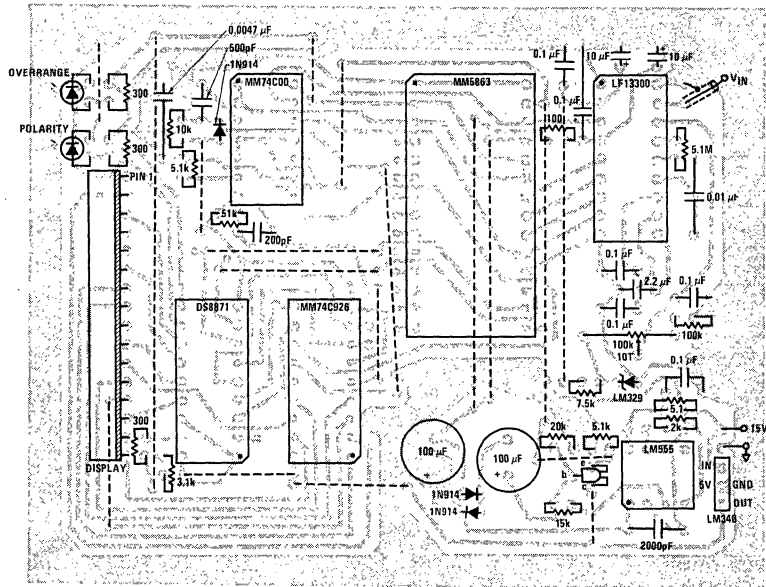 0.0047 µF
500pF
1N914
OVERRANGE
300
POLARITY
300
10k
5.1k
MM74C00
MM5863
0.1 µF
10 µF
10 µF
0.1 µF
100
LF13300
VIN
5.1M
0.01 µF
PIN 1
51k
200pF
0.1 µF
2.2 µF
0.1 µF
0.1 µF
100k
10T
100k
DS8871
MM74C926
0.1 µF
LM329
7.5k
5.1
2k
15V
300
DISPLAY
3.1k
100 µF
+
100 µF
+
20k
5.1k
e
b
c
LM555
IN
5V
GND
OUT
LM340
1N914
1N914
15k
2000pF